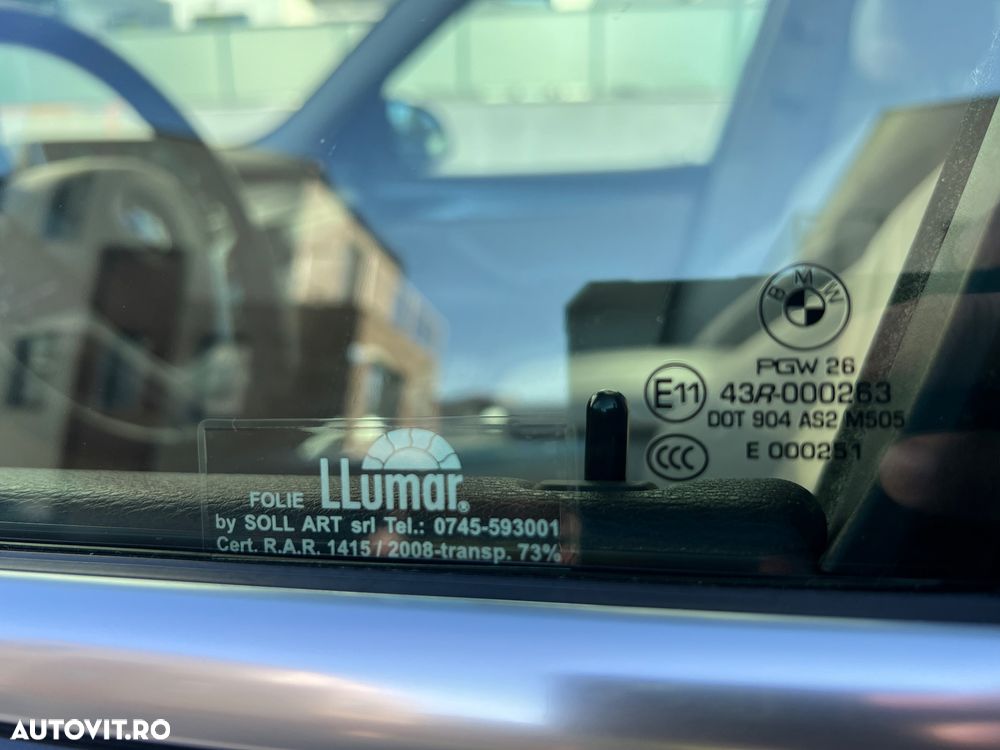 BMW
PGW 26
E11 43R-000263
DOT 904 AS2 M505
CCC E 000251
LLumar®
FOLIE
by SOLL ART srl Tel.: 0745-593001
Cert. R.A.R. 1415 / 2008-transp. 73%
AUTOVIT.RO